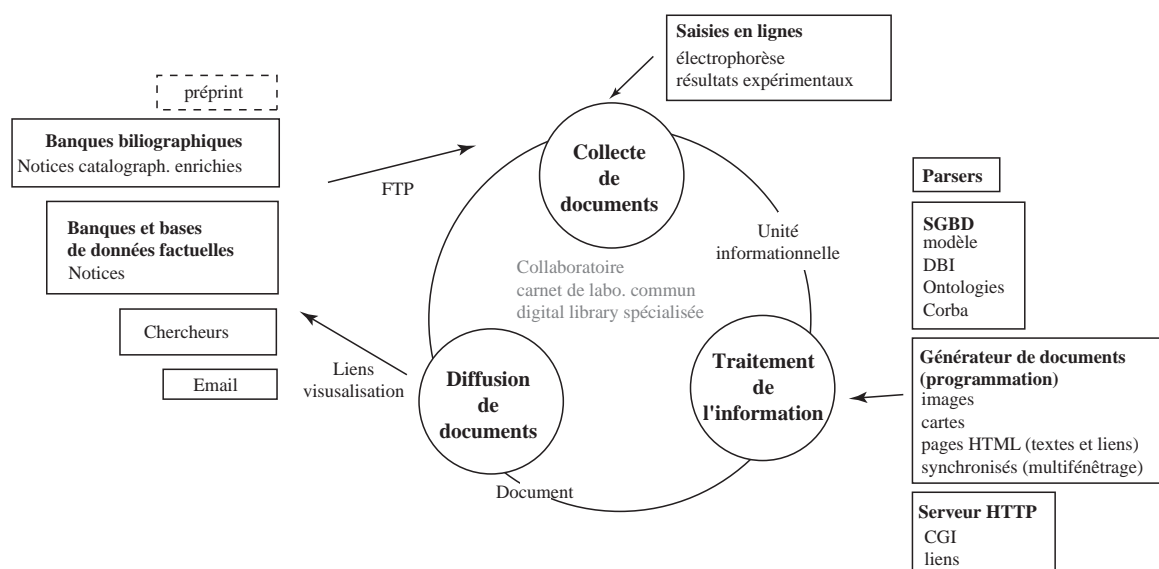 Saisies en lignes
électrophorèse
résultats expérimentaux
préprint
Banques biliographiques
Notices catalograph. enrichies
FTP
Banques et bases
de données factuelles
Notices
Chercheurs
Email
Liens
visusalisation
Collecte
de
documents
Unité
informationnelle
Collaboratoire
carnet de labo. commun
digital library spécialisée
Diffusion
de
documents
Document
Traitement
de
l'information
Parsers
SGBD
modèle
DBI
Ontologies
Corba
Générateur de documents
(programmation)
images
cartes
pages HTML (textes et liens)
synchronisés (multifénêtrage)
Serveur HTTP
CGI
liens